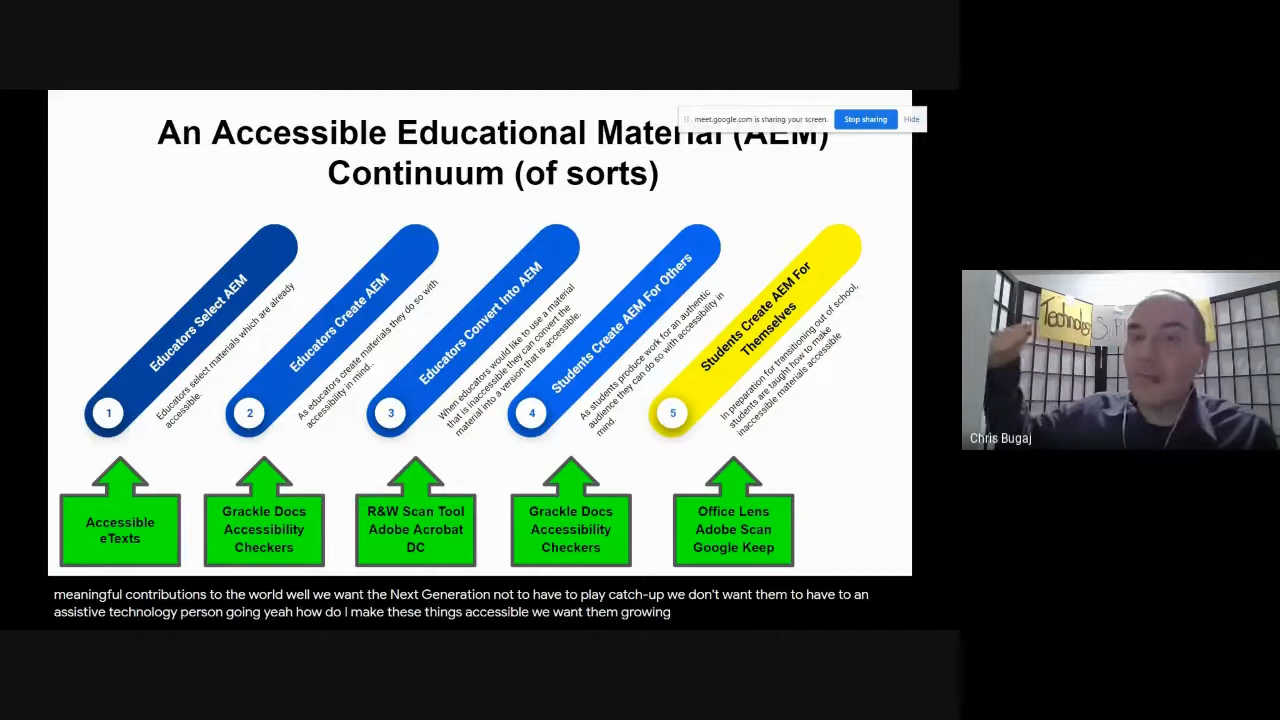 An Accessible Educational Material (AEM)
Continuum (of sorts)
meet.google.com is sharing your screen.
Stop sharing
Hide
Educators Select AEM
Educators select materials which are already
accessible.
1
Educators Create AEM
As educators create materials they do so with
accessibility in mind..
2
Educators Convert Into AEM
When educators would like to use a material
that is inaccessible they can convert the
material into a version that is accessible.
3
Students Create AEM For Others
As students produce work for an authentic
audience they can do so with accessibility in
mind.
4
Students Create AEM For
Themselves
In preparation for transitioning out of school,
students are taught how to make
inaccessible materials accessible
5
Accessible
eTexts
Grackle Docs
Accessibility
Checkers
R&W Scan Tool
Adobe Acrobat
DC
Grackle Docs
Accessibility
Checkers
Office Lens
Adobe Scan
Google Keep
Technology
Chris Bugaj
meaningful contributions to the world well we want the Next Generation not to have to play catch-up we don't want them to have to an
assistive technology person going yeah how do I make these things accessible we want them growing